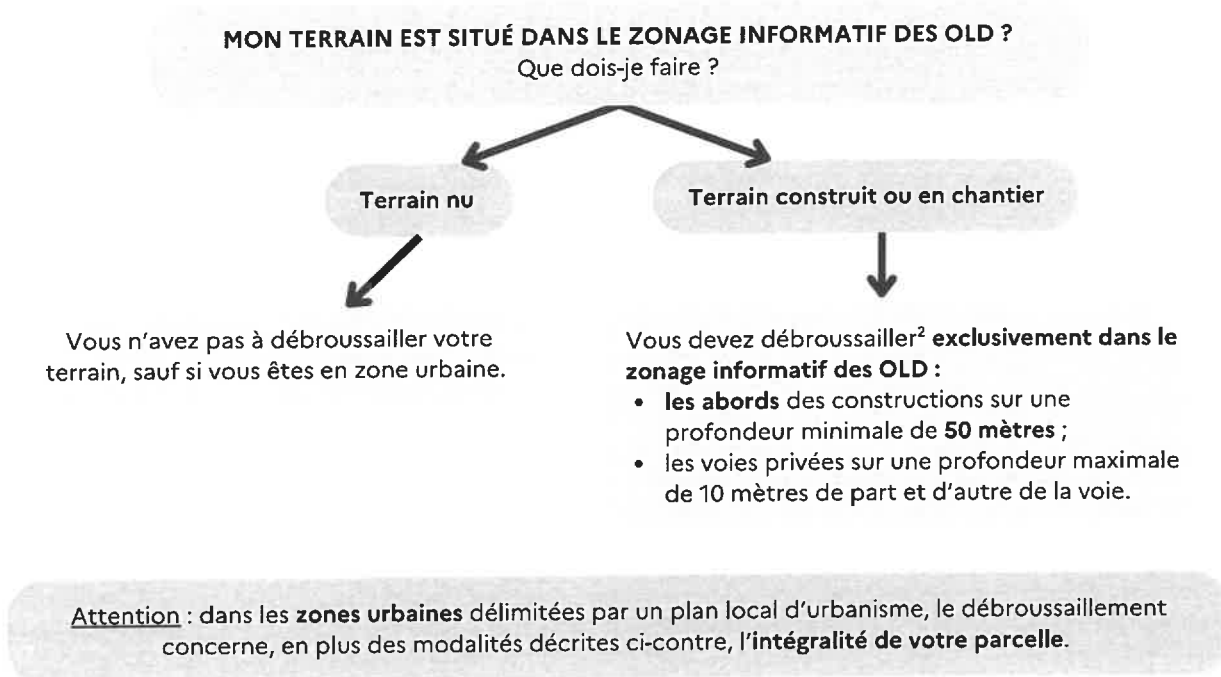 MON TERRAIN EST SITUÉ DANS LE ZONAGE INFORMATIF DES OLD ?
Que dois-je faire ?
Terrain nu
Terrain construit ou en chantier
Vous n'avez pas à débroussailler votre
terrain, sauf si vous êtes en zone urbaine.
Vous devez débroussailler² exclusivement dans le
zonage informatif des OLD :
• les abords des constructions sur une
profondeur minimale de 50 mètres ;
• les voies privées sur une profondeur maximale
de 10 mètres de part et d'autre de la voie.
Attention : dans les zones urbaines délimitées par un plan local d'urbanisme, le débroussaillement
concerne, en plus des modalités décrites ci-contre, l'intégralité de votre parcelle.